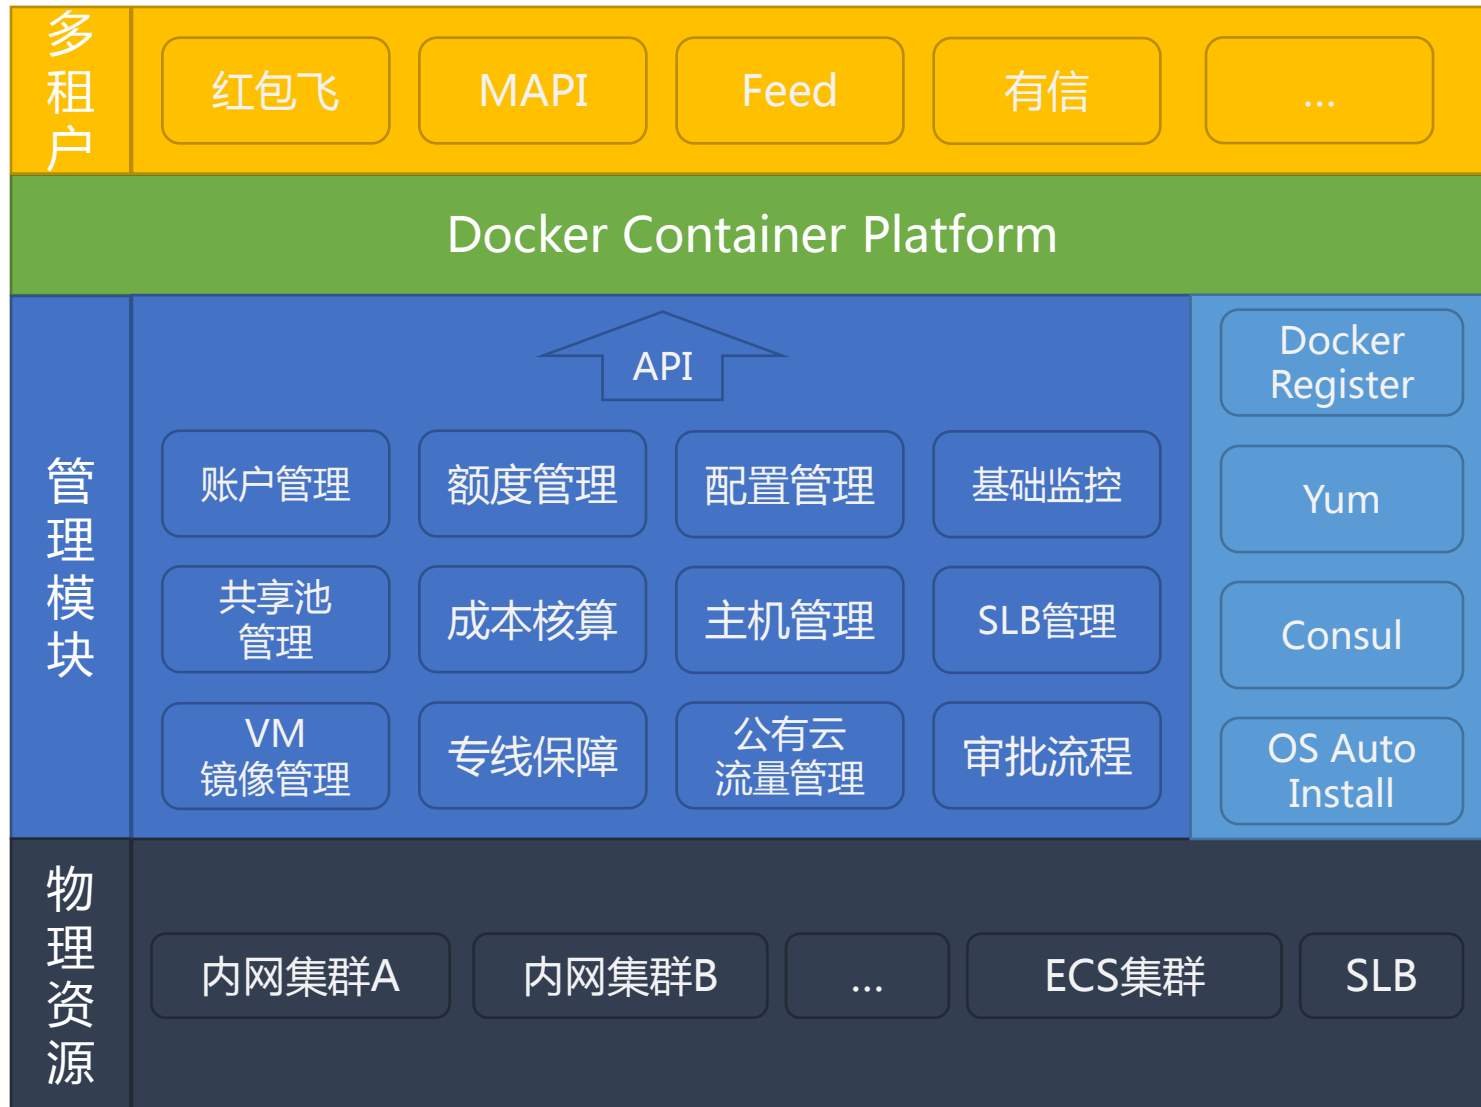 多租户
红包飞
MAPI
Feed
有信
...
Docker Container Platform
管理模块
API
账户管理
额度管理
配置管理
基础监控
共享池
管理
成本核算
主机管理
SLB管理
VM
镜像管理
专线保障
公有云
流量管理
审批流程
Docker
Register
Yum
Consul
OS Auto
Install
物理资源
内网集群A
内网集群B
...
ECS集群
SLB